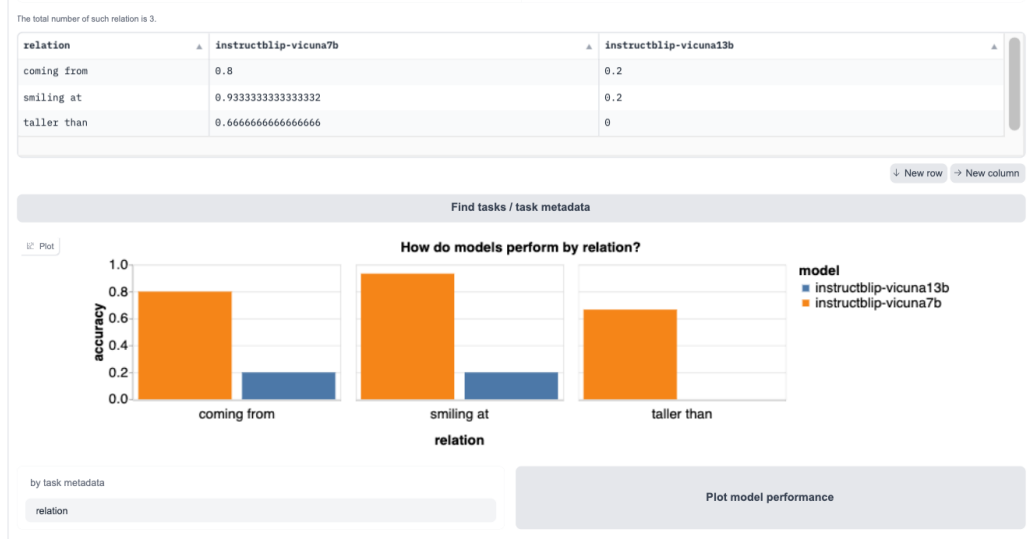 The total number of such relation is 3.
relation ▲ instructblip-vicuna7b ▲ instructblip-vicuna13b ▲
coming from 0.8 0.2
smiling at 0.9333333333333332 0.2
taller than 0.6666666666666666 0
↓ New row → New column
Find tasks / task metadata
Plot
How do models perform by relation?
1.0
0.8
0.6
0.4
0.2
0.0
accuracy
coming from smiling at taller than
relation
model
instructblip-vicuna13b
instructblip-vicuna7b
by task metadata
relation
Plot model performance